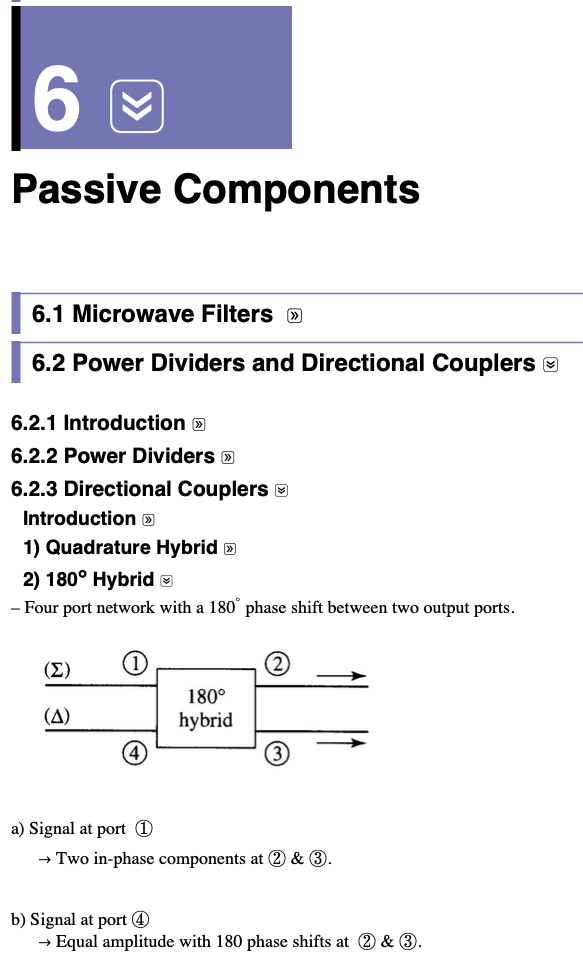 6
Passive Components
6.1 Microwave Filters
6.2 Power Dividers and Directional Couplers
6.2.1 Introduction
6.2.2 Power Dividers
6.2.3 Directional Couplers
Introduction
1) Quadrature Hybrid
2) 180° Hybrid
– Four port network with a 180° phase shift between two output ports.
(Σ) ① ②
180°
(Δ) hybrid
④ ③
a) Signal at port ①
→ Two in-phase components at ② & ③.
b) Signal at port ④
→ Equal amplitude with 180 phase shifts at ② & ③.